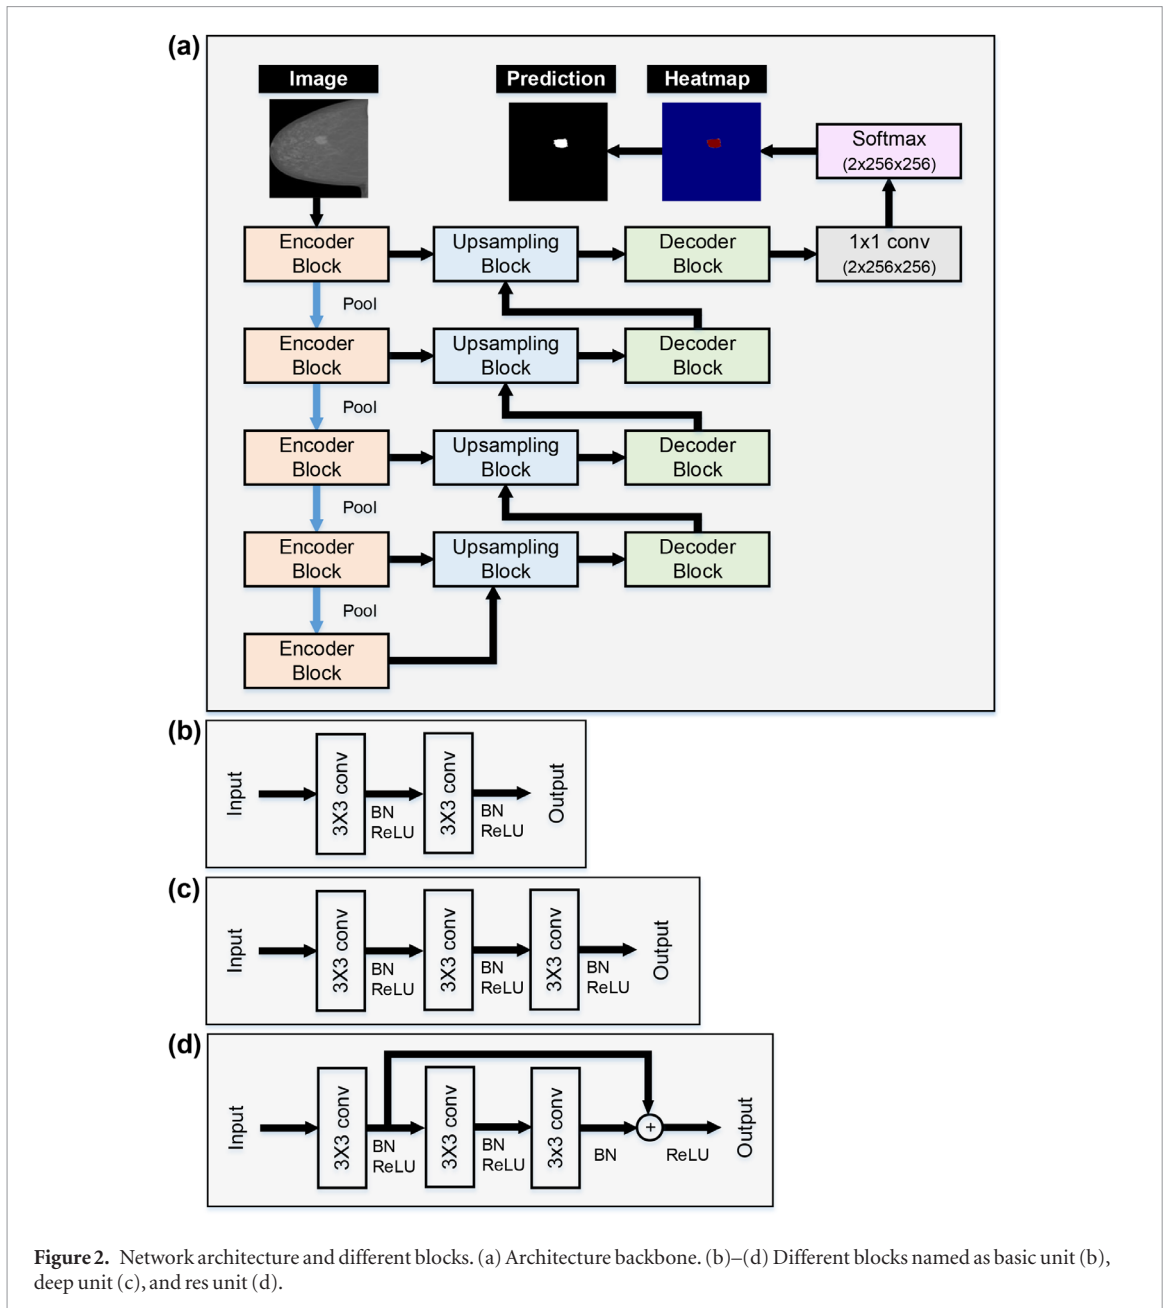 (a)
Image
Prediction
Heatmap
Softmax
(2x256x256)
Encoder
Block
Upsampling
Block
Decoder
Block
1x1 conv
(2x256x256)
Pool
Encoder
Block
Upsampling
Block
Decoder
Block
Pool
Encoder
Block
Upsampling
Block
Decoder
Block
Pool
Encoder
Block
Upsampling
Block
Decoder
Block
Pool
Encoder
Block
(b)
Input
3X3 conv
BN
ReLU
3X3 conv
BN
ReLU
Output
(c)
Input
3X3 conv
BN
ReLU
3X3 conv
BN
ReLU
3X3 conv
BN
ReLU
Output
(d)
Input
3X3 conv
BN
ReLU
3X3 conv
BN
ReLU
3x3 conv
BN
+
ReLU
Output
Figure 2. Network architecture and different blocks. (a) Architecture backbone. (b)–(d) Different blocks named as basic unit (b),
deep unit (c), and res unit (d).